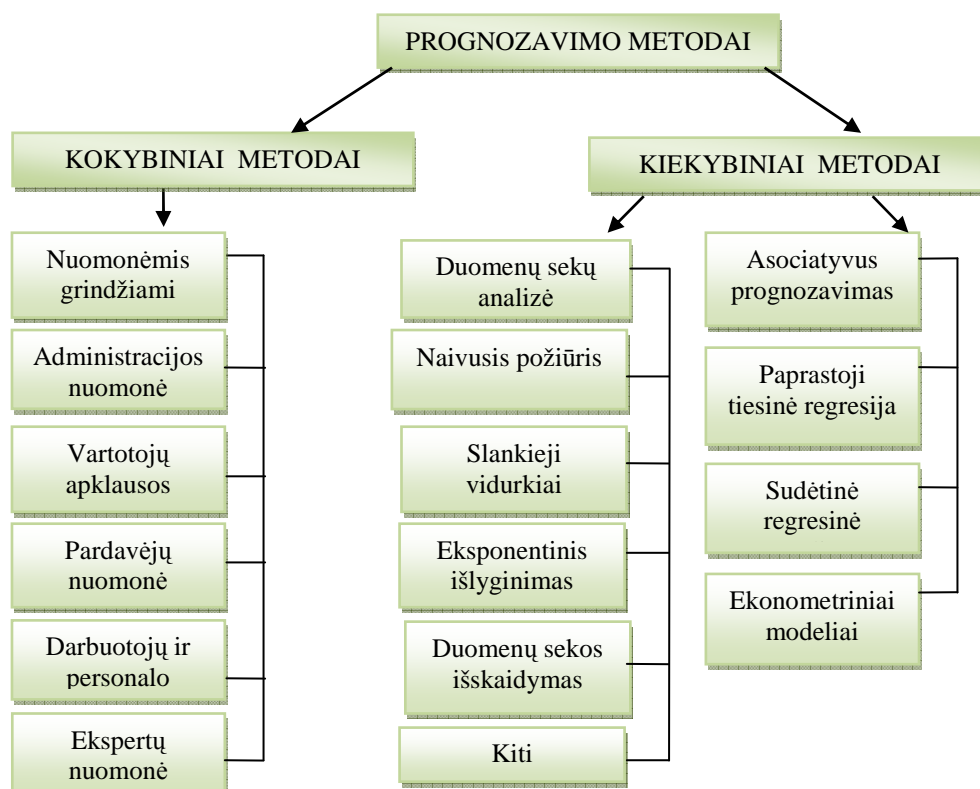 PROGNOZAVIMO METODAI
KOKYBINIAI METODAI
KIEKYBINIAI METODAI
Nuomonėmis
grindžiami
Administracijos
nuomonė
Vartotojų
apklausos
Pardavėjų
nuomonė
Darbuotojų ir
personalo
Ekspertų
nuomonė
Duomenų sekų
analizė
Naivusis požiūris
Slankieji
vidurkiai
Eksponentinis
išlyginimas
Duomenų sekos
išskaidymas
Kiti
Asociatyvus
prognozavimas
Paprastoji
tiesinė regresija
Sudėtinė
regresinė
Ekonometriniai
modeliai